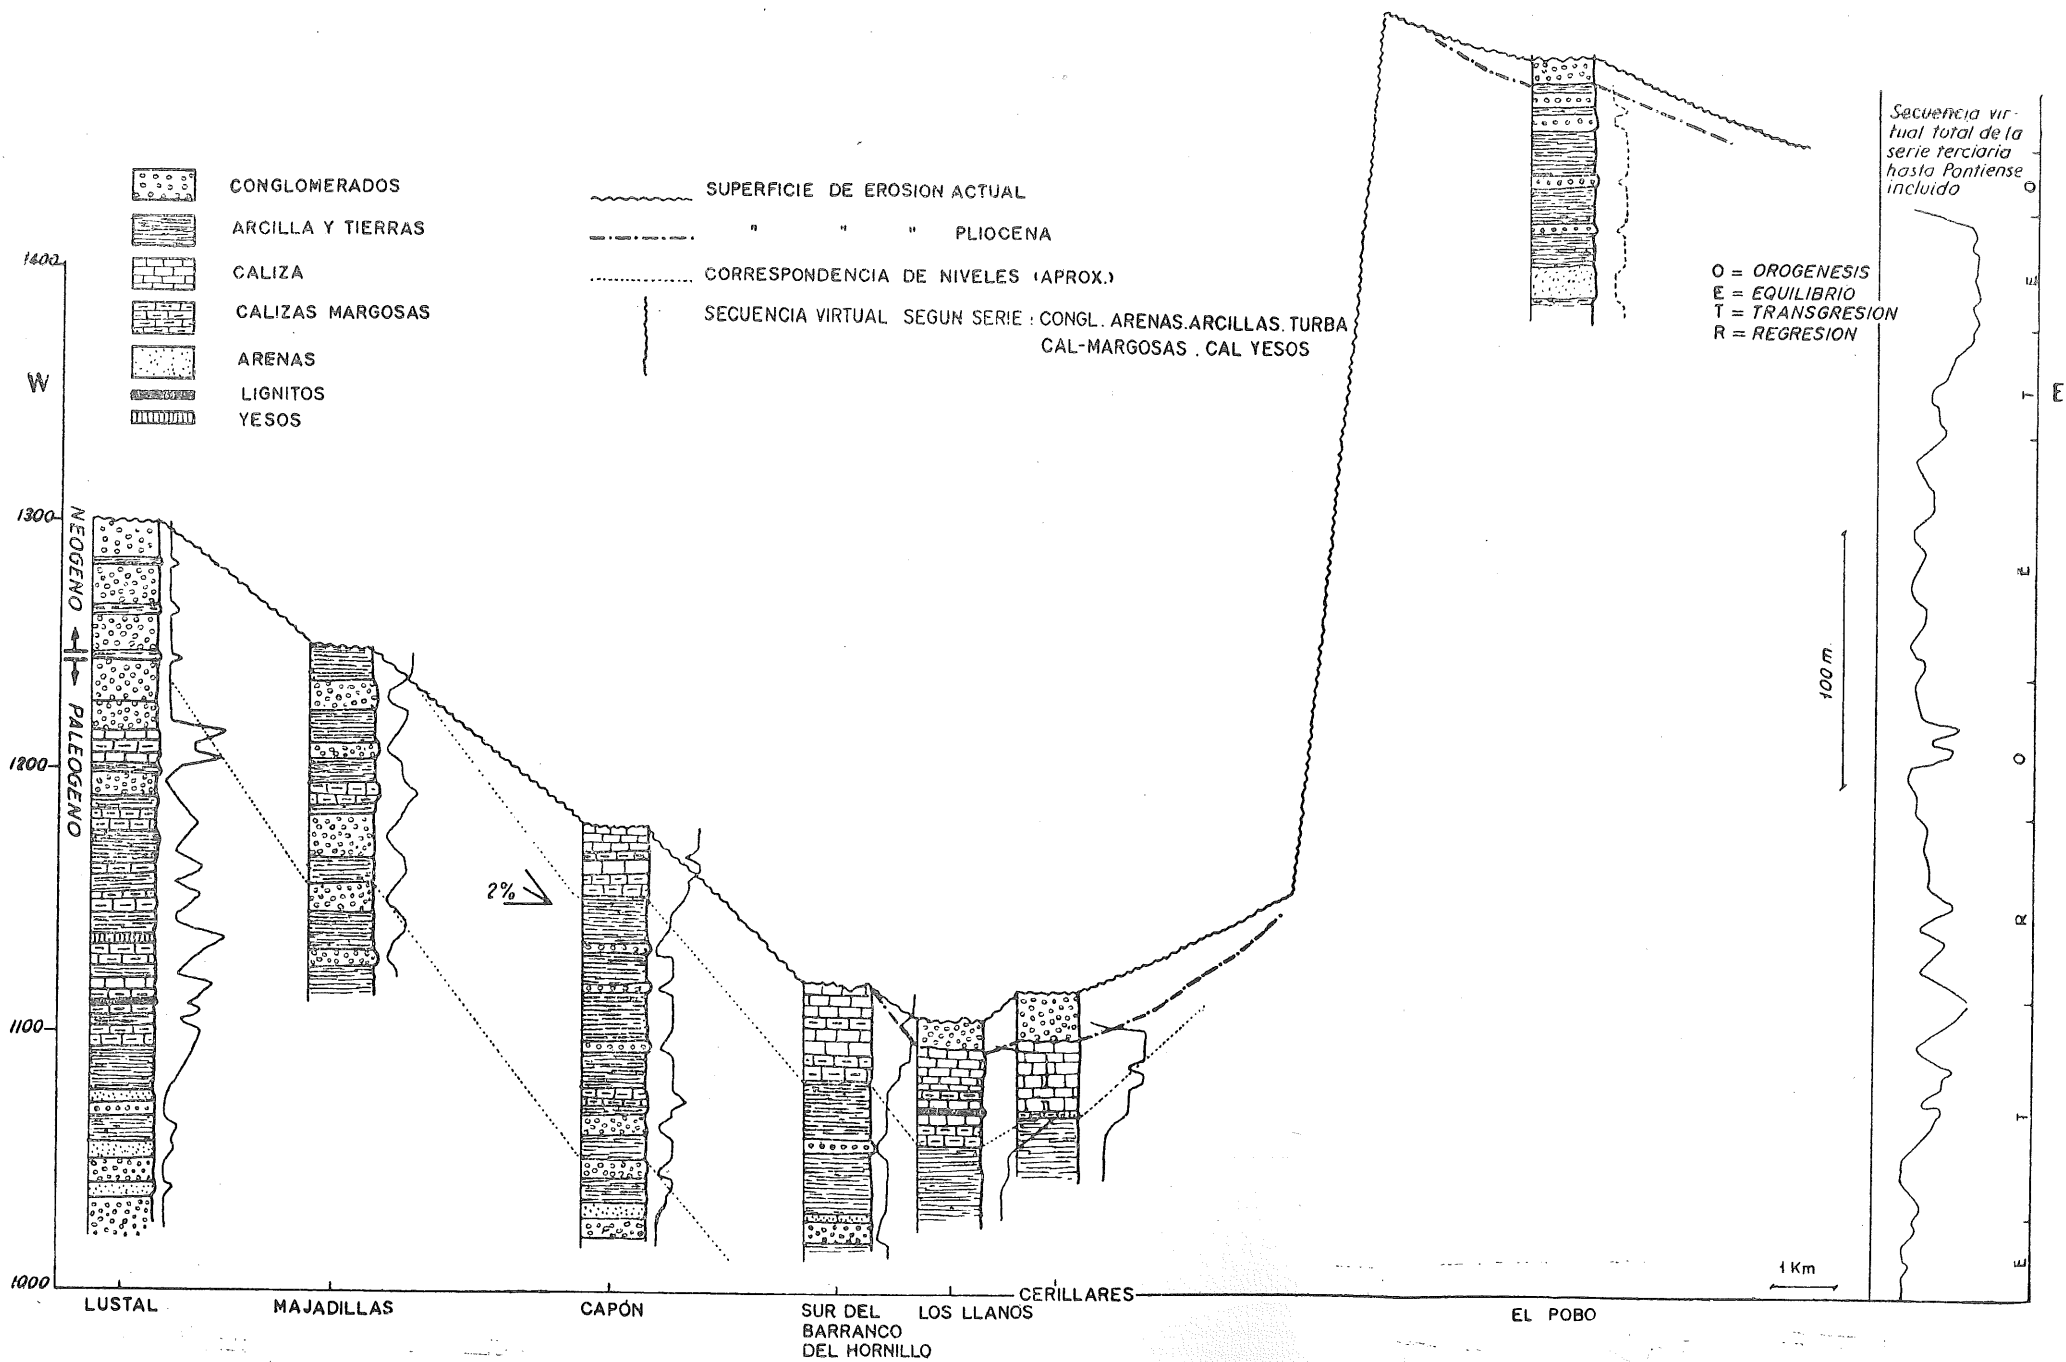 CONGLOMERADOS
ARCILLA Y TIERRAS
CALIZA
CALIZAS MARGOSAS
ARENAS
LIGNITOS
YESOS
SUPERFICIE DE EROSION ACTUAL
" " " PLIOCENA
CORRESPONDENCIA DE NIVELES (APROX.)
SECUENCIA VIRTUAL SEGUN SERIE : CONGL. ARENAS. ARCILLAS. TURBA
CAL-MARGOSAS . CAL YESOS
Secuencia vir-
tual total de la
serie terciaria
hasta Pontiense
incluido
O = OROGENESIS
E = EQUILIBRIO
T = TRANSGRESION
R = REGRESION
1400
W
1300
1200
1100
1000
NEOGENO
PALEOGENO
2%
100 m.
1 Km
O
E
T
E
E
O
R
T
E
LUSTAL
MAJADILLAS
CAPÓN
SUR DEL
BARRANCO
DEL HORNILLO
LOS LLANOS
CERILLARES
EL POBO